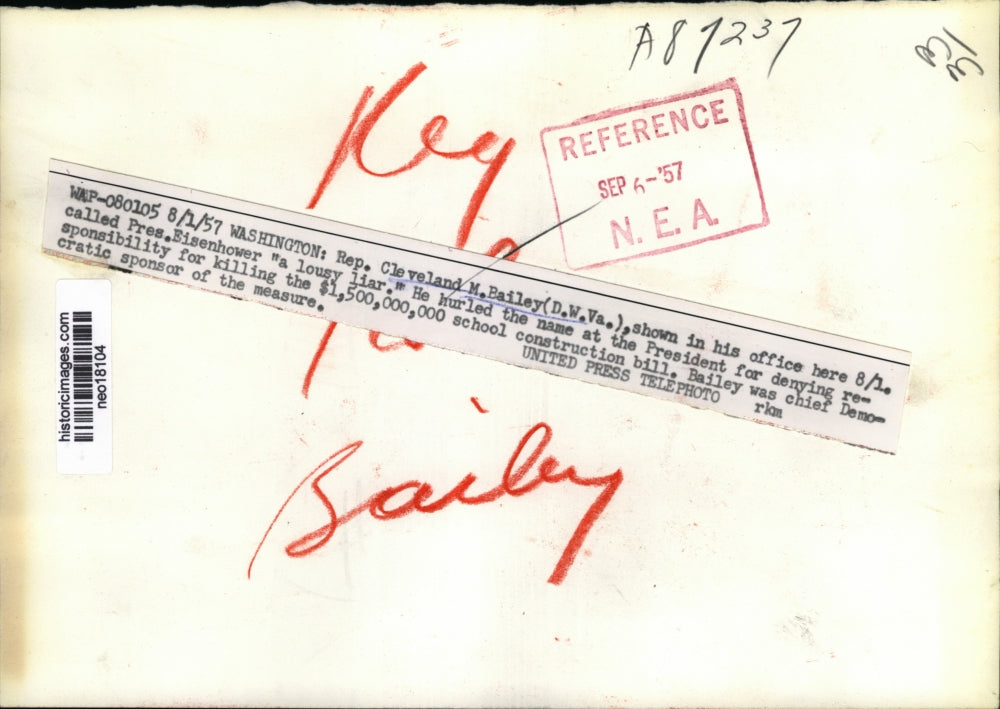 A87237
REFERENCE
SEP 6-'57
N.E.A.
WAP-080105 8/1/57 WASHINGTON: Rep. Cleveland M.Bailey(D.W.Va.),shown in his office here 8/1.
called Pres.Eisenhower "a lousy liar." He hurled the name at the President for denying re-
sponsibility for killing the $1,500,000,000 school construction bill. Bailey was chief Demo-
cratic sponsor of the measure.
UNITED PRESS TELEPHOTO rkm
historicimages.com
neo18104
Bailey